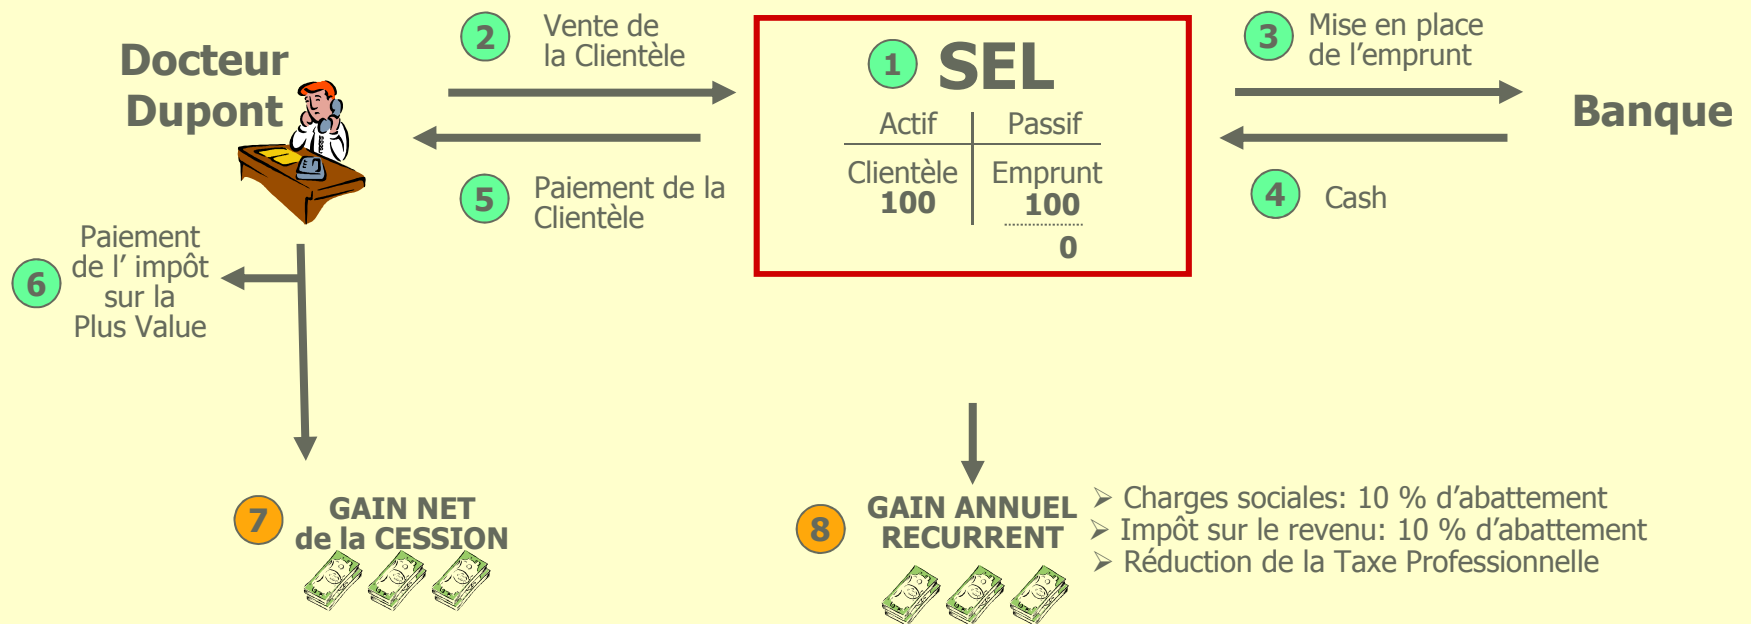 Docteur
Dupont
2
Vente de
la Clientèle
1
SEL
3
Mise en place
de l’emprunt
Banque
Actif
Passif
Clientèle
100
Emprunt
100
0
5
Paiement de la
Clientèle
4
Cash
6
Paiement
de l’ impôt
sur la
Plus Value
7
GAIN NET
de la CESSION
8
GAIN ANNUEL
RECURRENT
➢ Charges sociales: 10 % d’abattement
➢ Impôt sur le revenu: 10 % d’abattement
➢ Réduction de la Taxe Professionnelle